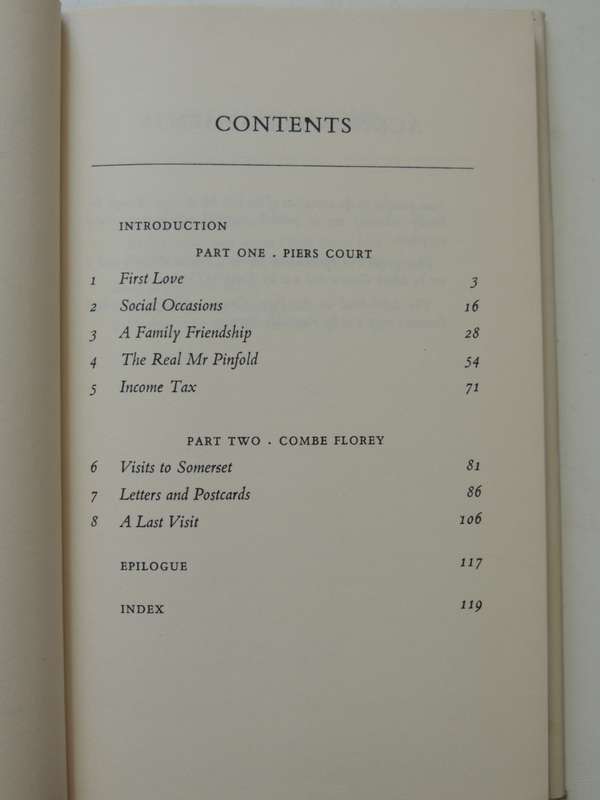 CONTENTS
INTRODUCTION
PART ONE . PIERS COURT
1 First Love 3
2 Social Occasions 16
3 A Family Friendship 28
4 The Real Mr Pinfold 54
5 Income Tax 71
PART TWO . COMBE FLOREY
6 Visits to Somerset 81
7 Letters and Postcards 86
8 A Last Visit 106
EPILOGUE 117
INDEX 119